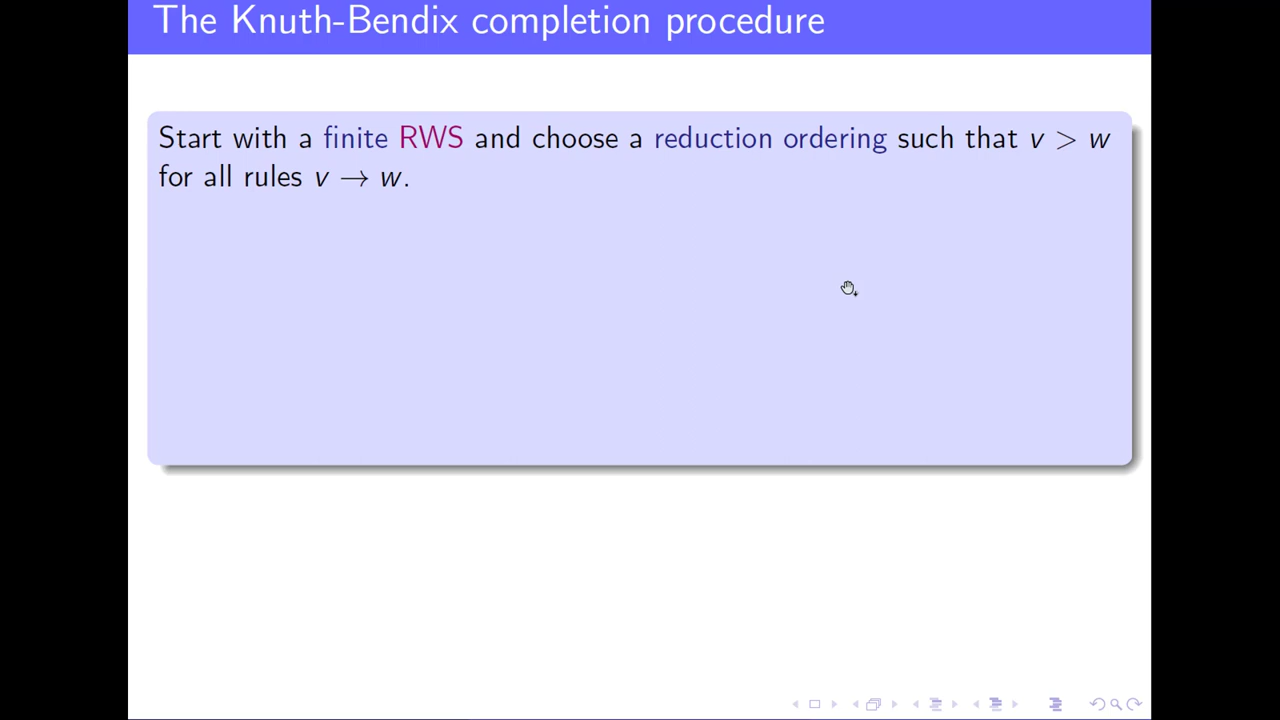 The Knuth-Bendix completion procedure
Start with a finite RWS and choose a reduction ordering such that v > w
for all rules v → w.